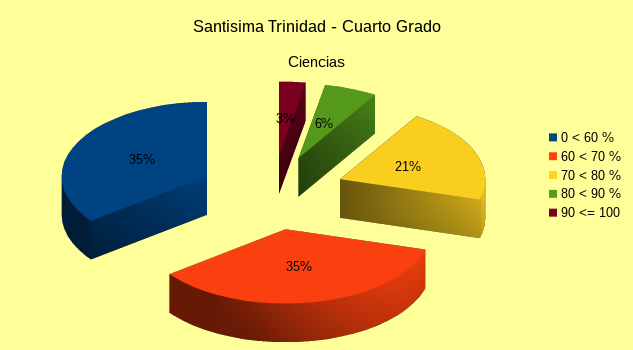 Santisima Trinidad - Cuarto Grado
Ciencias
3%
6%
35%
21%
35%
0 < 60 %
60 < 70 %
70 < 80 %
80 < 90 %
90 <= 100